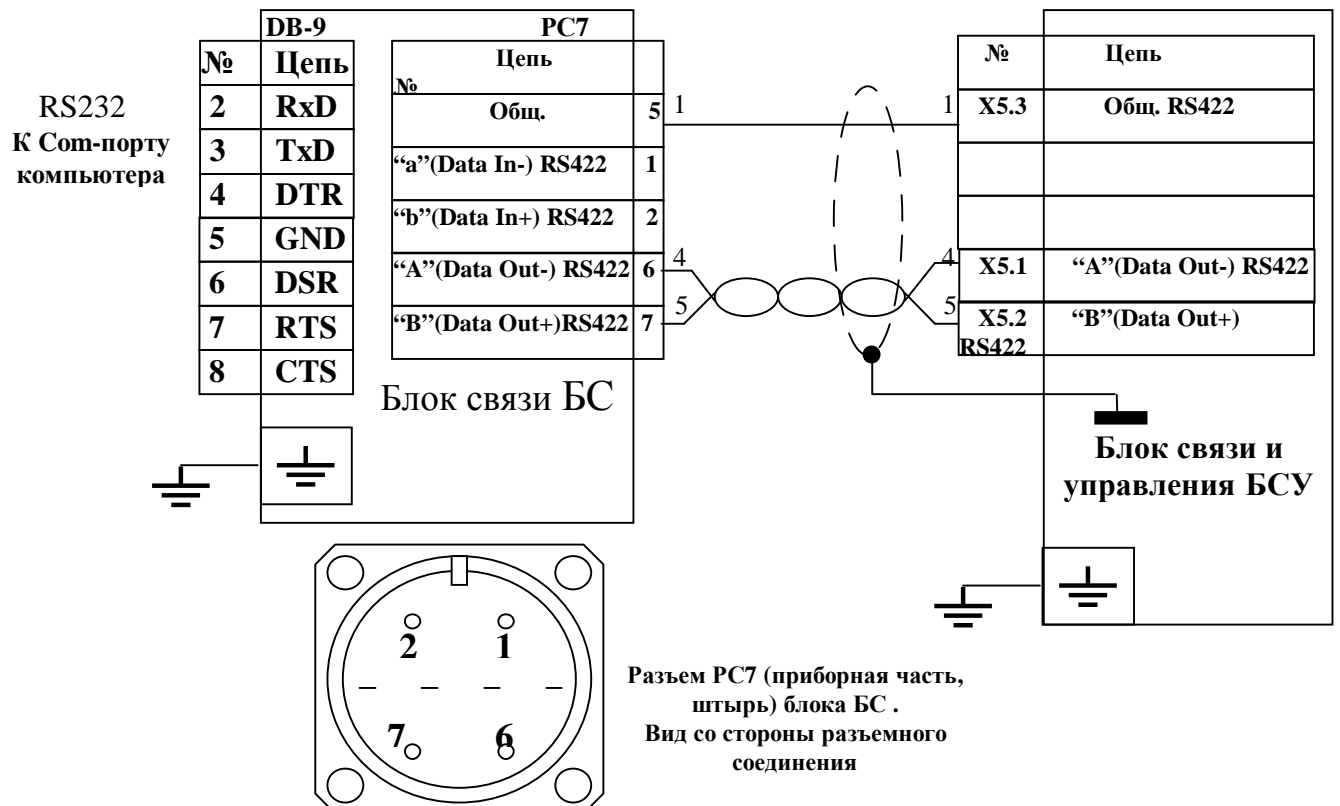 DB-9
PC7
№ Цепь
2 RxD
3 TxD
4 DTR
5 GND
6 DSR
7 RTS
8 CTS
RS232
К Com-порту
компьютера
Цепь
№
Общ. 5
“a”(Data In-) RS422 1
“b”(Data In+) RS422 2
“A”(Data Out-) RS422 6
“B”(Data Out+)RS422 7
Блок связи БС
1 1
4 4
5 5
№ Цепь
X5.3 Общ. RS422
X5.1 “A”(Data Out-) RS422
X5.2 “B”(Data Out+)
RS422
Блок связи и
управления БСУ
2 1
7 6
Разъем PC7 (приборная часть,
штырь) блока БС .
Вид со стороны разъемного
соединения